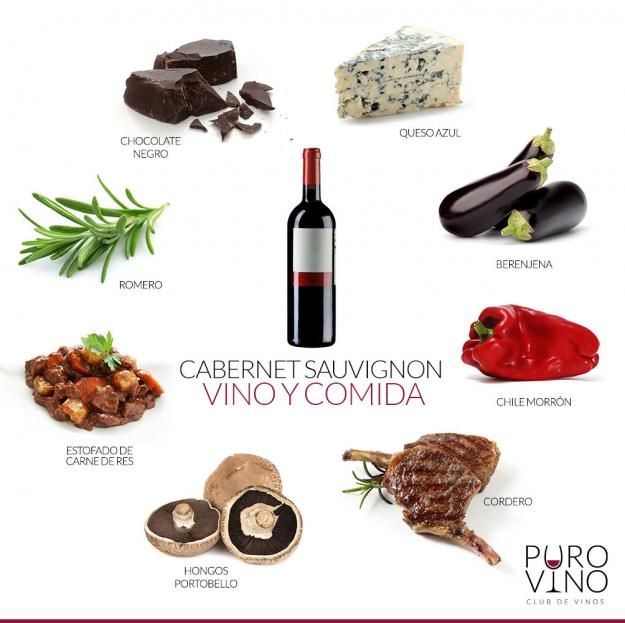 CHOCOLATE
NEGRO
QUESO AZUL
ROMERO
BERENJENA
CABERNET SAUVIGNON
VINO Y COMIDA
CHILE MORRÓN
ESTOFADO DE
CARNE DE RES
CORDERO
HONGOS
PORTOBELLO
PURO
VINO
CLUB DE VINOS